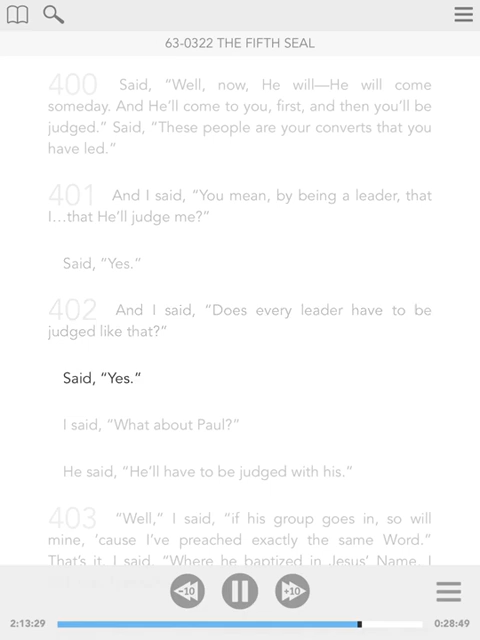 63-0322 THE FIFTH SEAL
400 Said, “Well, now, He will—He will come
someday. And He’ll come to you, first, and then you’ll be
judged.” Said, “These people are your converts that you
have led.”
401 And I said, “You mean, by being a leader, that
I…that He’ll judge me?”
Said, “Yes.”
402 And I said, “Does every leader have to be
judged like that?”
Said, “Yes.”
I said, “What about Paul?”
He said, “He’ll have to be judged with his.”
403 “Well,” I said, “if his group goes in, so will
mine, ’cause I’ve preached exactly the same Word.”
That’s it. I said, “Where he baptized in Jesus’ Name, I
-10
+10
2:13:29
0:28:49